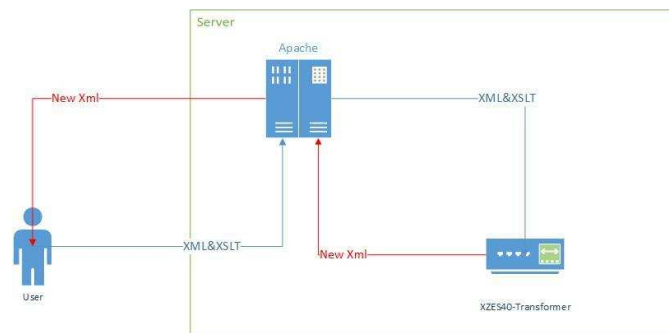 Server
Apache
New Xml
XML&XSLT
XML&XSLT
New Xml
User
XZES40-Transformer